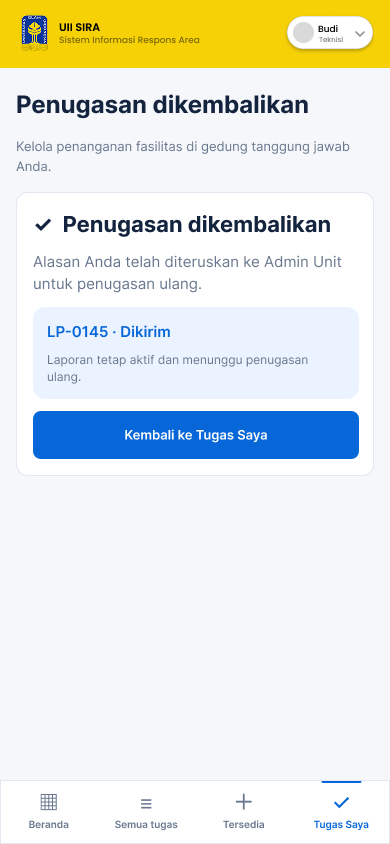 UII SIRA
Sistem Informasi Respons Area
Budi
Teknisi
Penugasan dikembalikan
Kelola penanganan fasilitas di gedung tanggung jawab
Anda.
Penugasan dikembalikan
Alasan Anda telah diteruskan ke Admin Unit
untuk penugasan ulang.
LP-0145 · Dikirim
Laporan tetap aktif dan menunggu penugasan
ulang.
Kembali ke Tugas Saya
Beranda
Semua tugas
Tersedia
Tugas Saya